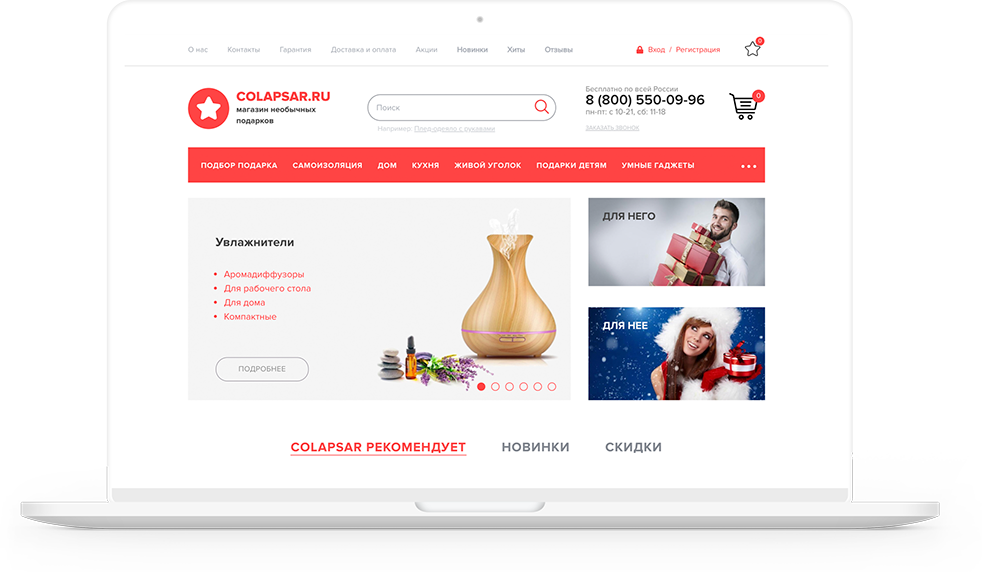 О нас Контакты Гарантия Доставка и оплата Акции Новинки Хиты Отзывы Вход / Регистрация 0
COLAPSAR.RU
магазин необычных
подарков
Поиск
Например: Плед-одеяло с рукавами
Бесплатно по всей России
8 (800) 550-09-96
пн-пт: с 10-21, сб: 11-18
ЗАКАЗАТЬ ЗВОНОК
0
ПОДБОР ПОДАРКА САМОИЗОЛЯЦИЯ ДОМ КУХНЯ ЖИВОЙ УГОЛОК ПОДАРКИ ДЕТЯМ УМНЫЕ ГАДЖЕТЫ
Увлажнители
Аромадиффузоры
Для рабочего стола
Для дома
Компактные
ПОДРОБНЕЕ
ДЛЯ НЕГО
ДЛЯ НЕЕ
COLAPSAR РЕКОМЕНДУЕТ НОВИНКИ СКИДКИ